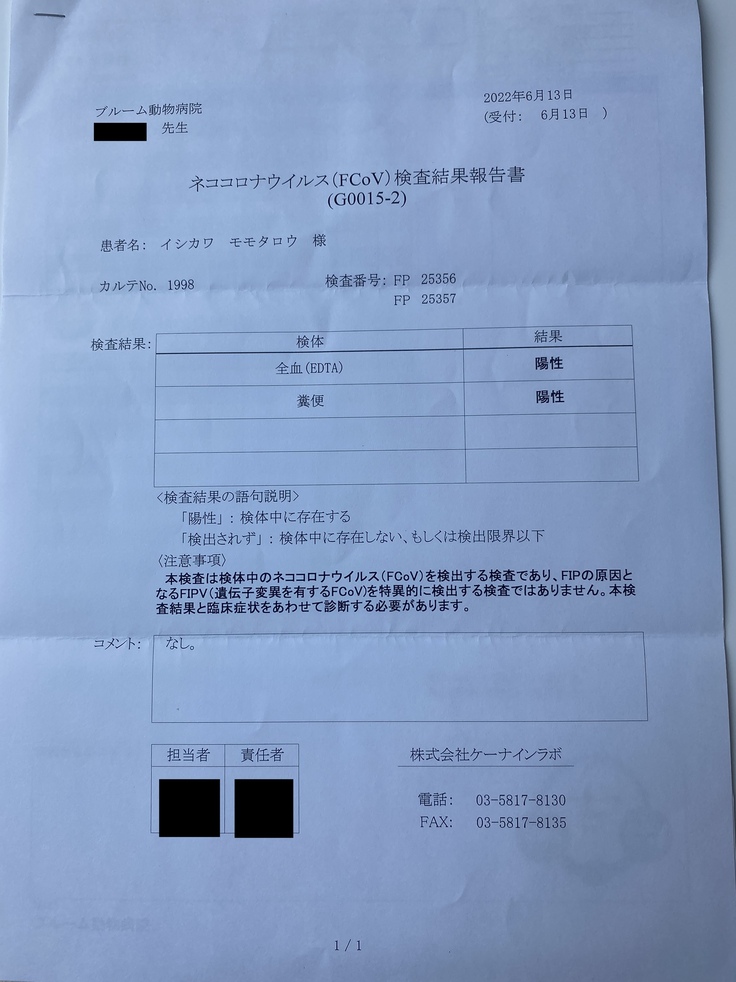 ブルーム動物病院
先生
2022年6月13日
(受付: 6月13日 )
ネココロナウイルス(FCoV)検査結果報告書
(G0015-2)
患者名: イシカワ モモタロウ 様
カルテNo. 1998
検査番号: FP 25356
FP 25357
検査結果:
検体 結果
全血(EDTA) 陽性
糞便 陽性
〈検査結果の語句説明〉
「陽性」: 検体中に存在する
「検出されず」: 検体中に存在しない、もしくは検出限界以下
〈注意事項〉
本検査は検体中のネココロナウイルス(FCoV)を検出する検査であり、FIPの原因と
なるFIPV(遺伝子変異を有するFCoV)を特異的に検出する検査ではありません。本検
査結果と臨床症状をあわせて診断する必要があります。
コメント: なし。
担当者 責任者
株式会社ケーナインラボ
電話: 03-5817-8130
FAX: 03-5817-8135
1 / 1